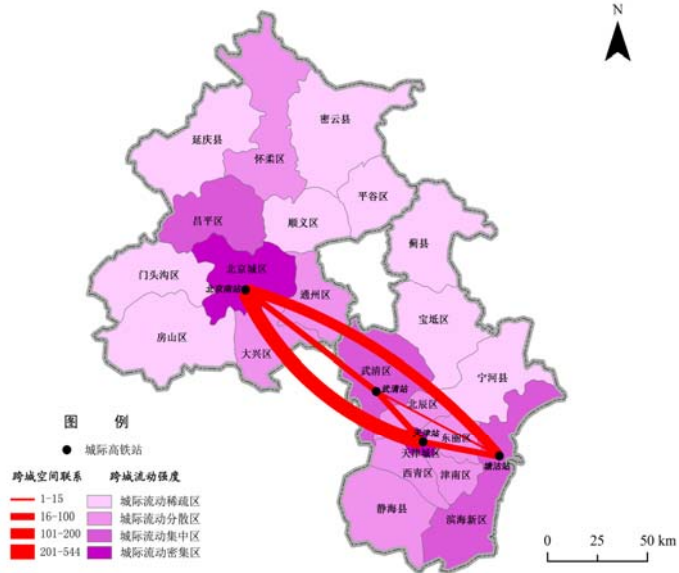 N
密云县
延庆县
怀柔区
平谷区
昌平区
顺义区
蓟县
北京城区
门头沟区
北京南站
通州区
宝坻区
房山区
大兴区
武清区
宁河县
武清站
北辰区
天津站
东丽区
天津城区
塘沽站
西青区
津南区
静海县
滨海新区
图 例
城际高铁站
跨城空间联系
跨城流动强度
1-15
城际流动稀疏区
16-100
城际流动分散区
101-200
城际流动集中区
201-544
城际流动密集区
0 25 50 km